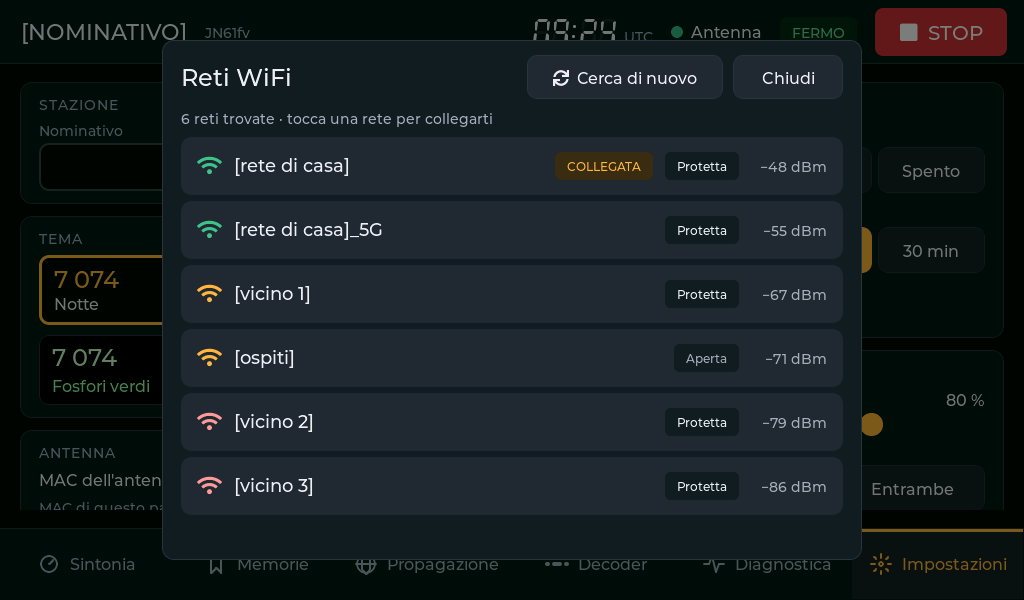 [NOMINATIVO] JN61fv 09:24 UTC Antenna FERMO STOP
Reti WiFi Cerca di nuovo Chiudi
6 reti trovate · tocca una rete per collegarti
[rete di casa] COLLEGATA Protetta −48 dBm
[rete di casa]_5G Protetta −55 dBm
[vicino 1] Protetta −67 dBm
[ospiti] Aperta −71 dBm
[vicino 2] Protetta −79 dBm
[vicino 3] Protetta −86 dBm
STAZIONE
Nominativo
Spento
TEMA
30 min
7 074
Notte
7 074
Fosfori verdi
80 %
ANTENNA
MAC dell'anten
Entrambe
MAC di questo pa
Sintonia Memorie Propagazione Decoder Diagnostica Impostazioni